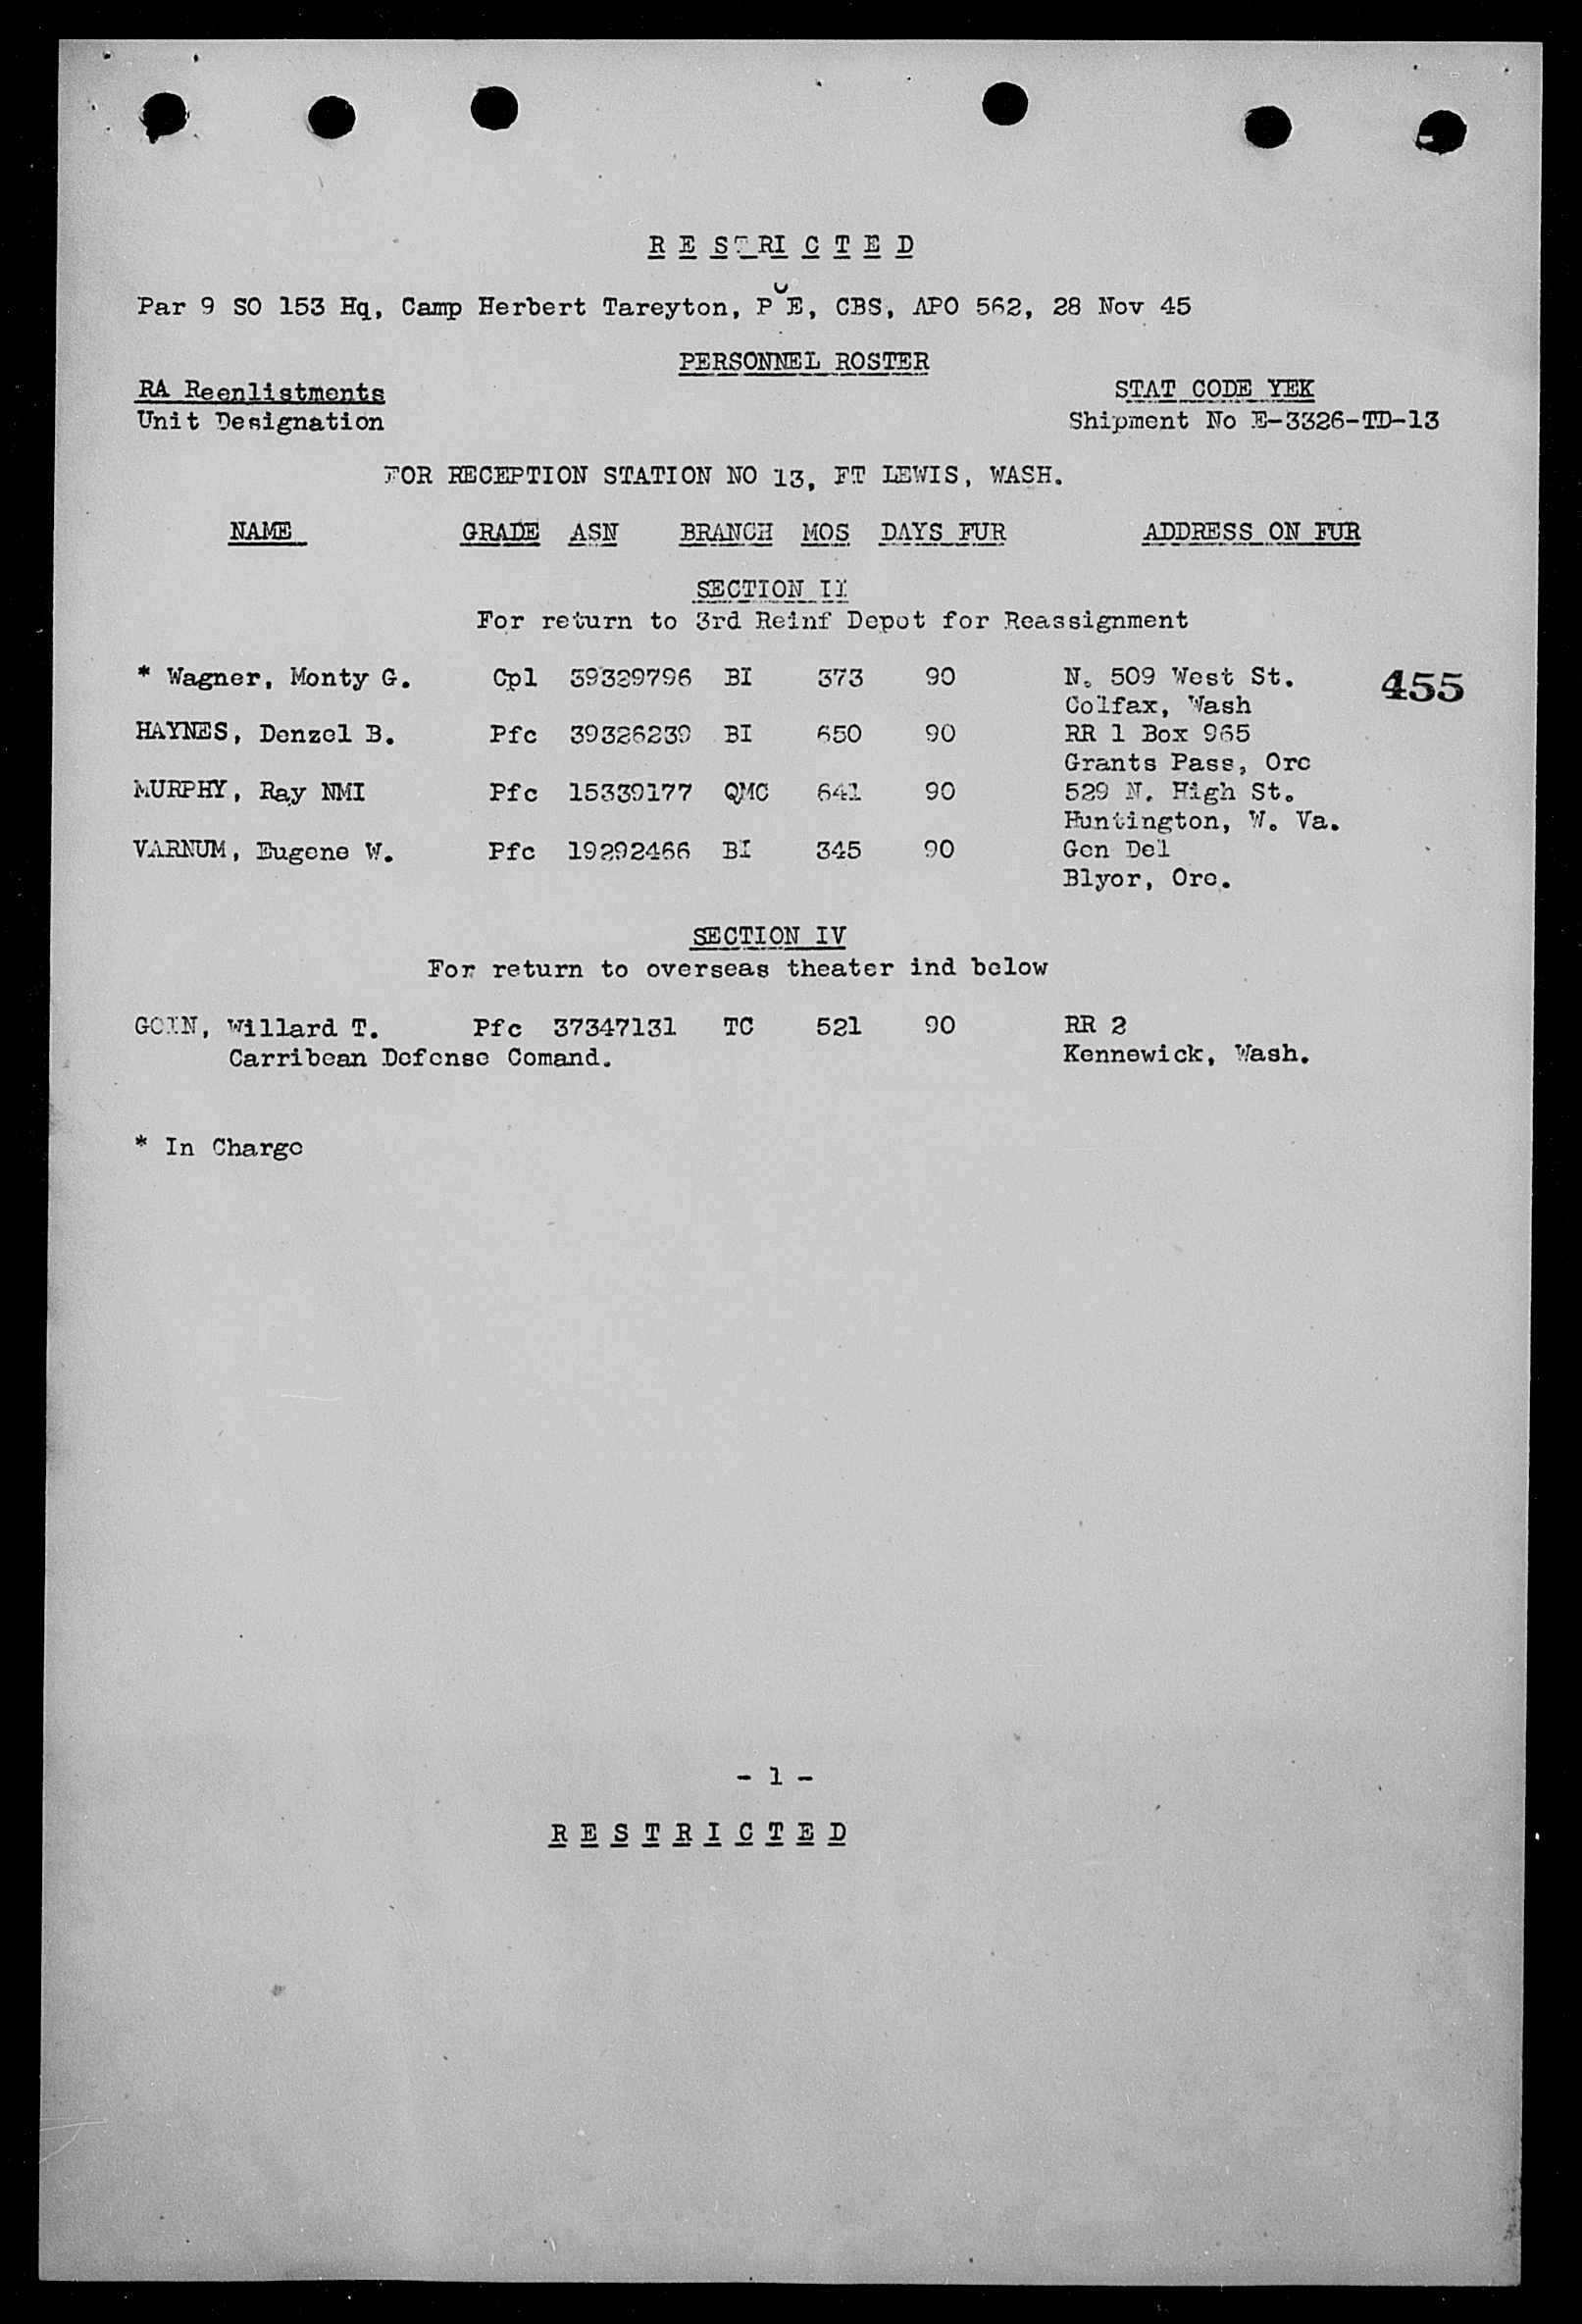 R E S T RI C T E D
Par 9 SO 153 Hq, Camp Herbert Tareyton, P E, CBS, APO 562, 28 Nov 45
PERSONNEL ROSTER
RA Reenlistments STAT CODE YEK
Unit Designation Shipment No E-3326-TD-13
FOR RECEPTION STATION NO 13, FT LEWIS, WASH.
NAME GRADE ASN BRANCH MOS DAYS FUR ADDRESS ON FUR
SECTION II
For return to 3rd Reinf Depot for Reassignment
* Wagner, Monty G. Cpl 39329796 BI 373 90 N. 509 West St. 455
Colfax, Wash
HAYNES, Denzel B. Pfc 39326239 BI 650 90 RR 1 Box 965
Grants Pass, Ore
MURPHY, Ray NMI Pfc 15339177 QMC 641 90 529 N. High St.
Huntington, W. Va.
VARNUM, Eugene W. Pfc 19292466 BI 345 90 Gen Del
Blyor, Ore.
SECTION IV
For return to overseas theater ind below
GOIN, Willard T. Pfc 37347131 TC 521 90 RR 2
Carribean Defense Comand. Kennewick, Wash.
* In Charge
- 1 -
R E S T R I C T E D